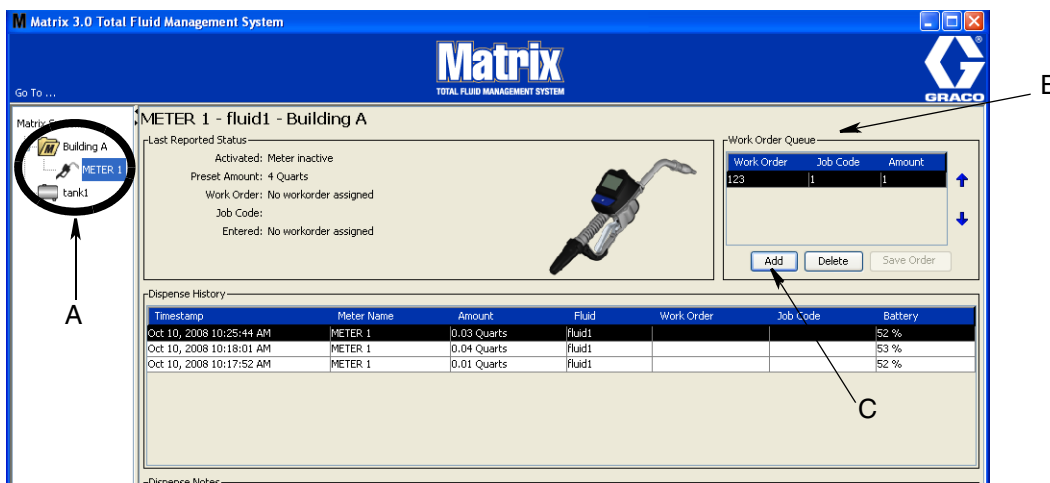 Matrix 3.0 Total Fluid Management System
Matrix
TOTAL FLUID MANAGEMENT SYSTEM
GRACO
Go To ...
Matrix
Building A
METER 1
tank1
A
METER 1 - fluid1 - Building A
Last Reported Status
Activated: Meter inactive
Preset Amount: 4 Quarts
Work Order: No workorder assigned
Job Code:
Entered: No workorder assigned
Work Order Queue
Work Order Job Code Amount
123 1 1
Add Delete Save Order
Dispense History
Timestamp Meter Name Amount Fluid Work Order Job Code Battery
Oct 10, 2008 10:25:44 AM METER 1 0.03 Quarts fluid1 52 %
Oct 10, 2008 10:18:01 AM METER 1 0.04 Quarts fluid1 53 %
Oct 10, 2008 10:17:52 AM METER 1 0.01 Quarts fluid1 52 %
C
Dispense Notes